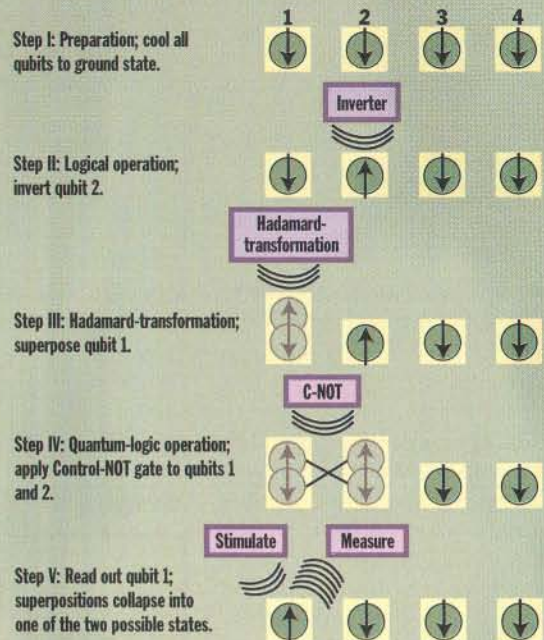 1 2 3 4
Step I: Preparation; cool all
qubits to ground state.
Inverter
Step II: Logical operation;
invert qubit 2.
Hadamard-
transformation
Step III: Hadamard-transformation;
superpose qubit 1.
C-NOT
Step IV: Quantum-logic operation;
apply Control-NOT gate to qubits 1
and 2.
Stimulate Measure
Step V: Read out qubit 1;
superpositions collapse into
one of the two possible states.